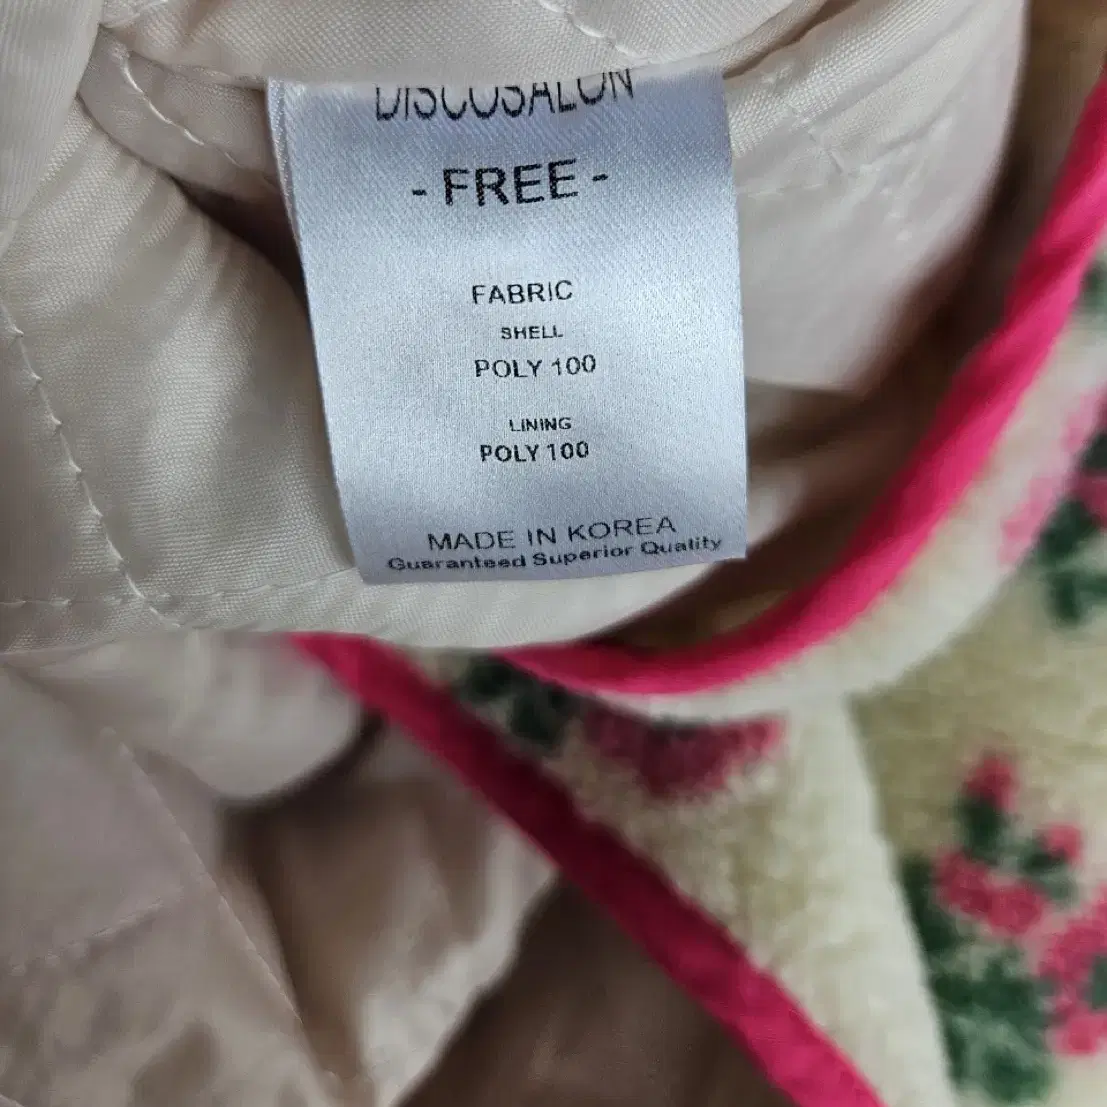 DISCOSALON
- FREE -
FABRIC
SHELL
POLY 100
LINING
POLY 100
MADE IN KOREA
Guaranteed Superior Quality